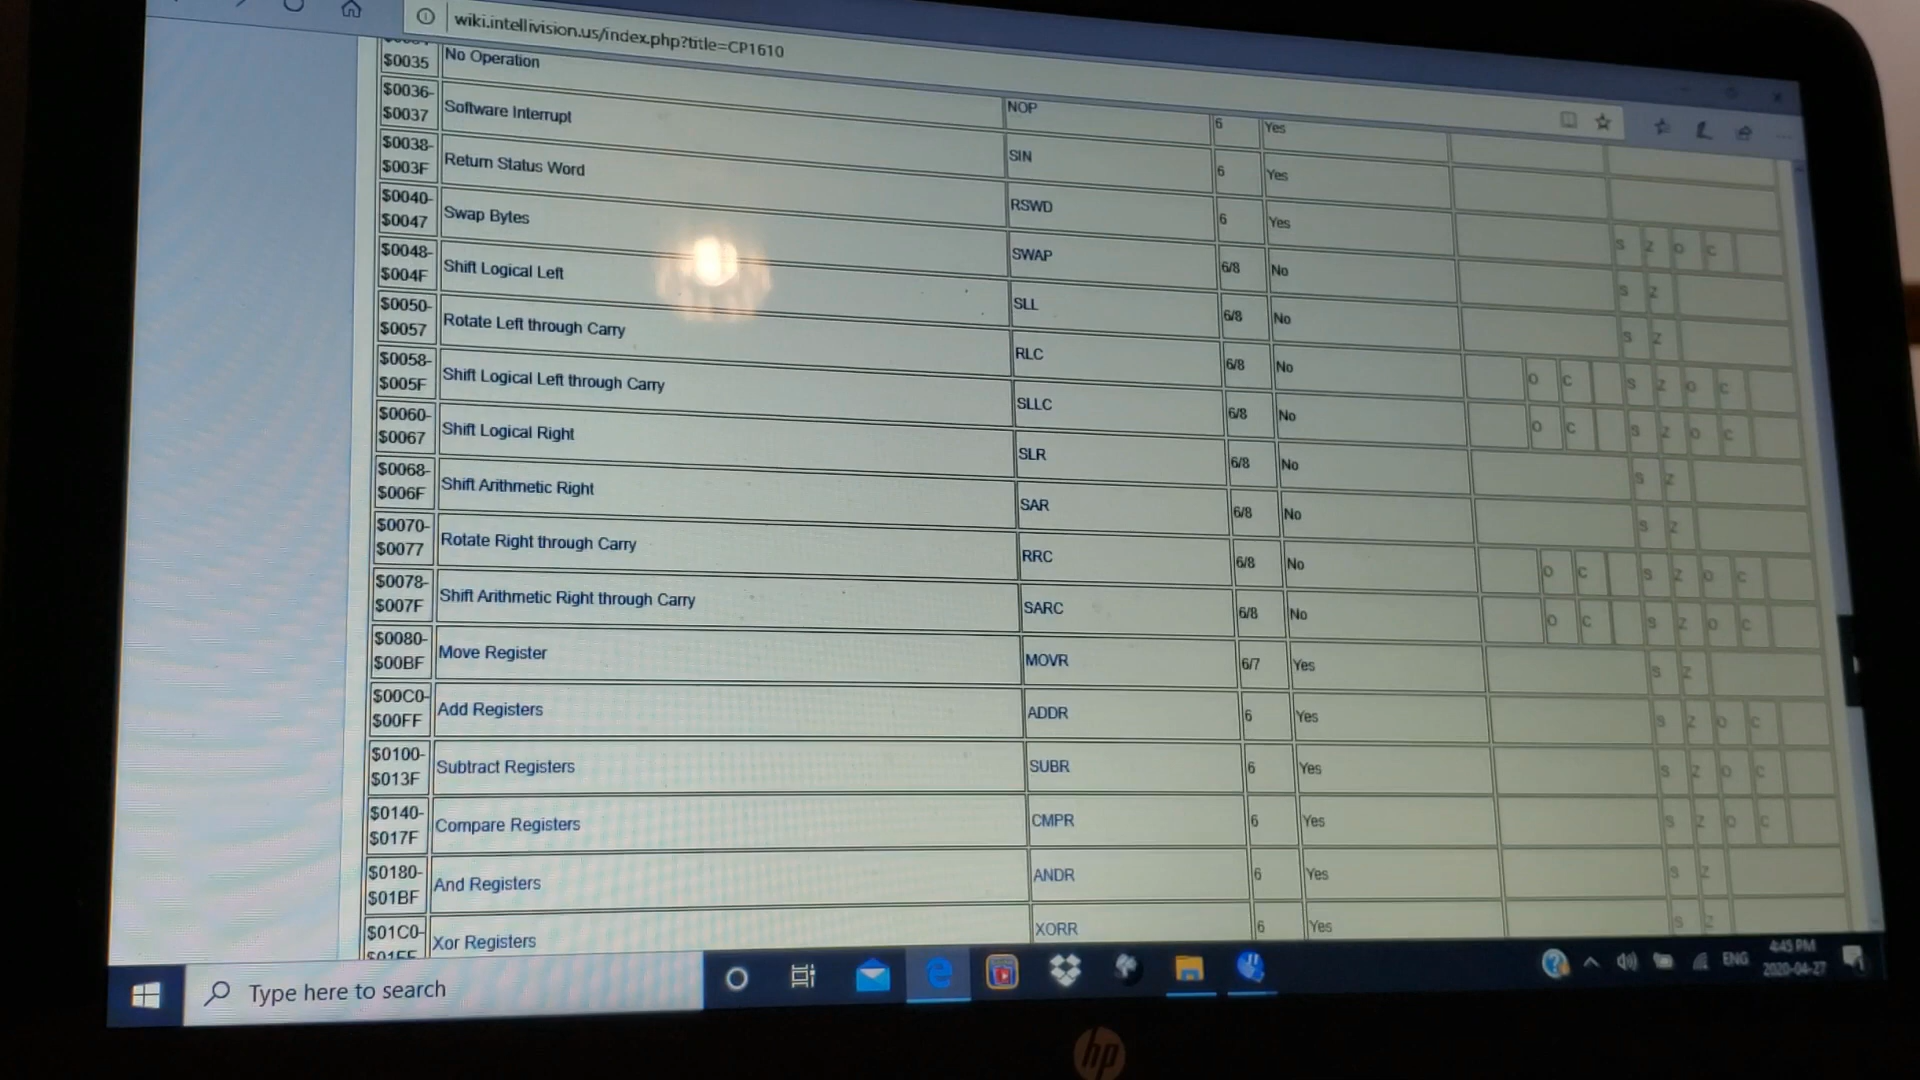 wiki.intellivision.us/index.php?title=CP1610
$0035 No Operation NOP 6 Yes
$0036-
$0037 Software Interrupt SIN 6 Yes
$0038-
$003F Return Status Word RSWD 6 Yes S Z O C
$0040-
$0047 Swap Bytes SWAP 6/8 No S Z
$0048-
$004F Shift Logical Left SLL 6/8 No S Z
$0050-
$0057 Rotate Left through Carry RLC 6/8 No O C S Z O C
$0058-
$005F Shift Logical Left through Carry SLLC 6/8 No O C S Z O C
$0060-
$0067 Shift Logical Right SLR 6/8 No S Z
$0068-
$006F Shift Arithmetic Right SAR 6/8 No S Z
$0070-
$0077 Rotate Right through Carry RRC 6/8 No O C S Z O C
$0078-
$007F Shift Arithmetic Right through Carry SARC 6/8 No O C S Z O C
$0080-
$00BF Move Register MOVR 6/7 Yes S Z
$00C0-
$00FF Add Registers ADDR 6 Yes S Z O C
$0100-
$013F Subtract Registers SUBR 6 Yes S Z O C
$0140-
$017F Compare Registers CMPR 6 Yes S Z O C
$0180-
$01BF And Registers ANDR 6 Yes S Z
$01C0-
$01FF Xor Registers XORR 6 Yes S Z
Type here to search
ENG
4:45 PM
2020-04-27
hp